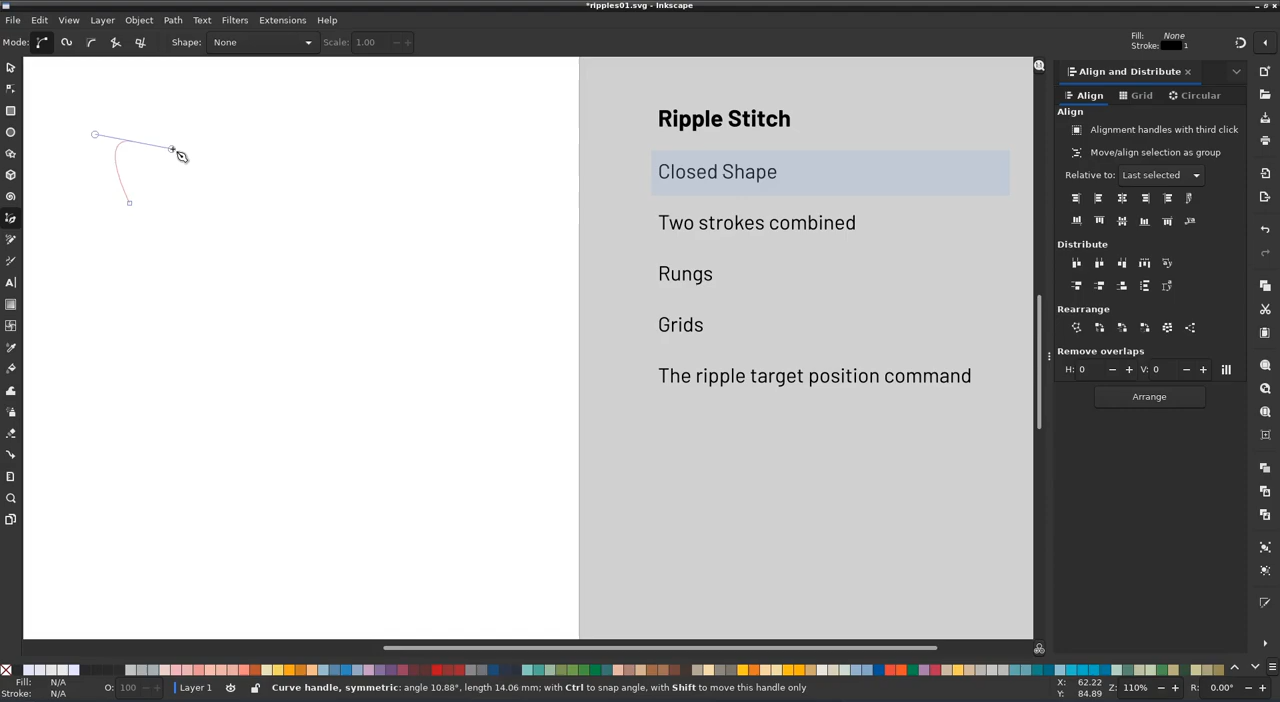 *ripples01.svg - Inkscape
File Edit View Layer Object Path Text Filters Extensions Help
Mode: Shape: None Scale: 1.00 Fill: None
Stroke: 1
Align and Distribute
Align Grid Circular
Align
Alignment handles with third click
Move/align selection as group
Relative to: Last selected
Distribute
Rearrange
Remove overlaps
H: 0 V: 0
Arrange
Ripple Stitch
Closed Shape
Two strokes combined
Rungs
Grids
The ripple target position command
Fill: N/A
Stroke: N/A
O: 100 Layer 1 Curve handle, symmetric: angle 10.88°, length 14.06 mm; with Ctrl to snap angle, with Shift to move this handle only
X: 62.22
Y: 84.89
Z: 110% R: 0.00°